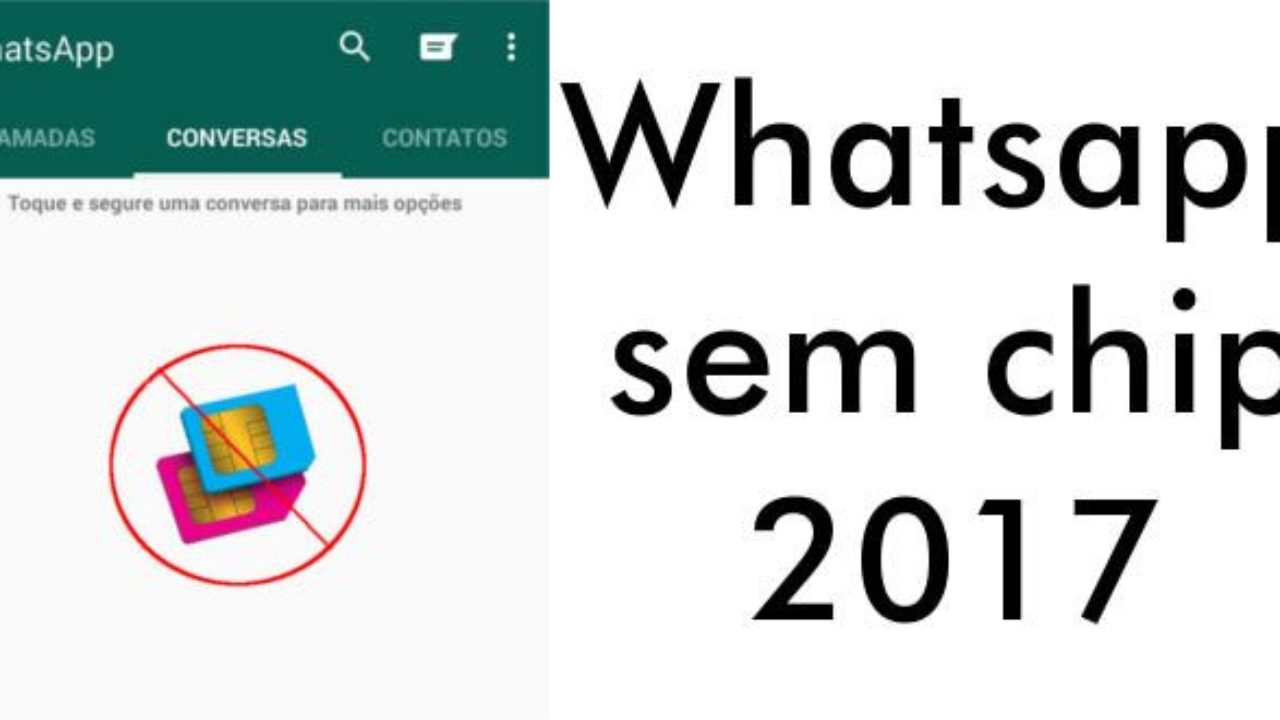 atsApp
AMADAS CONVERSAS CONTATOS
Toque e segure uma conversa para mais opções
Whatsapp
sem chip
2017